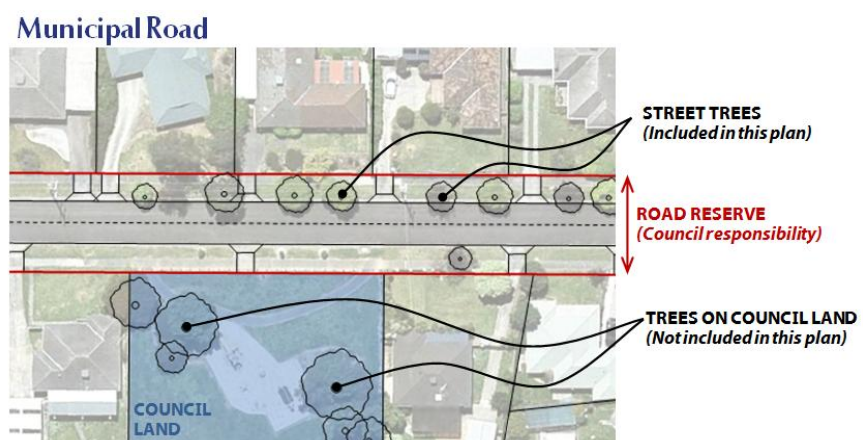 Municipal Road
STREET TREES
(Included in this plan)
ROAD RESERVE
(Council responsibility)
TREES ON COUNCIL LAND
(Not included in this plan)
COUNCIL
LAND